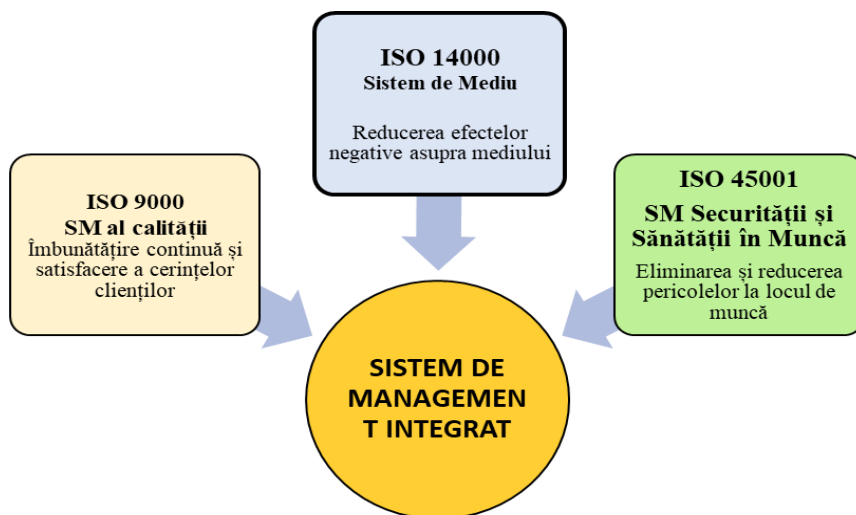 ISO 14000
Sistem de Mediu
Reducerea efectelor
negative asupra mediului
ISO 9000
SM al calității
Îmbunătățire continuă și
satisfacere a cerințelor
clienților
ISO 45001
SM Securității și
Sănătății în Muncă
Eliminarea și reducerea
pericolelor la locul de
muncă
SISTEM DE
MANAGEMEN
T INTEGRAT